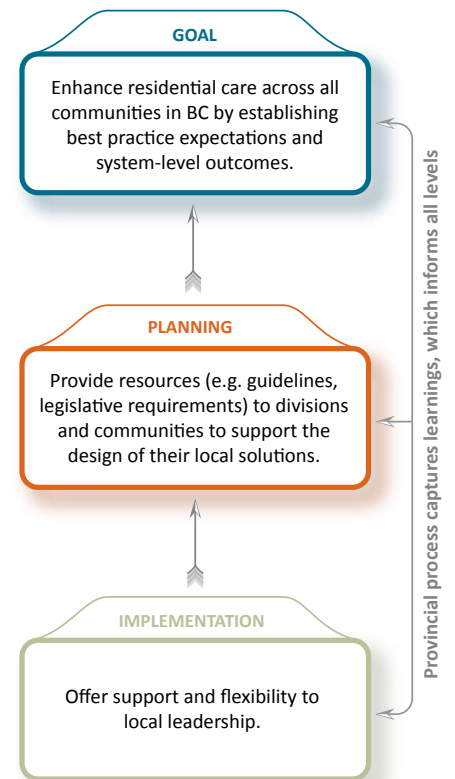 GOAL
Enhance residential care across all
communities in BC by establishing
best practice expectations and
system-level outcomes.
PLANNING
Provide resources (e.g. guidelines,
legislative requirements) to divisions
and communities to support the
design of their local solutions.
IMPLEMENTATION
Offer support and flexibility to
local leadership.
Provincial process captures learnings, which informs all levels